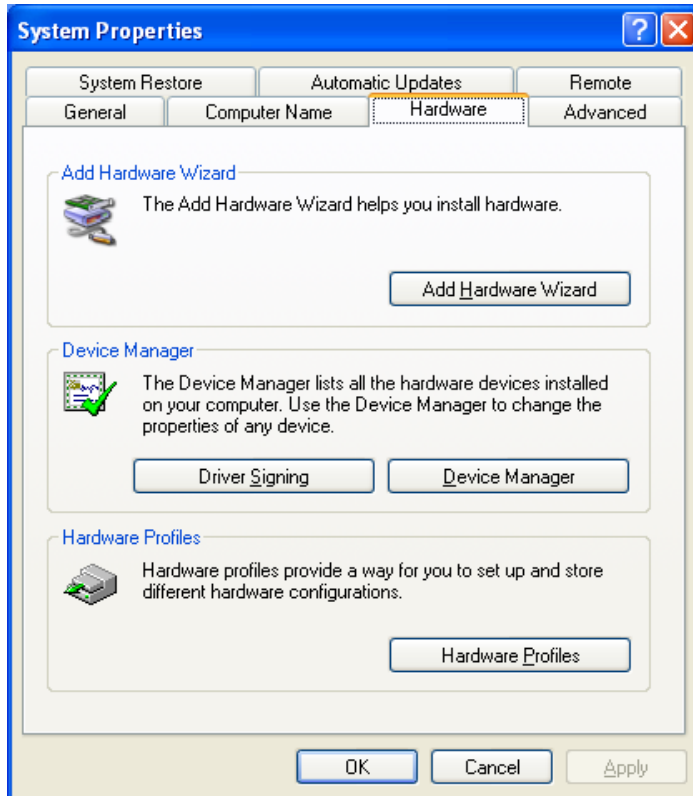 System Properties
System Restore Automatic Updates Remote
General Computer Name Hardware Advanced
Add Hardware Wizard
The Add Hardware Wizard helps you install hardware.
Add Hardware Wizard
Device Manager
The Device Manager lists all the hardware devices installed
on your computer. Use the Device Manager to change the
properties of any device.
Driver Signing Device Manager
Hardware Profiles
Hardware profiles provide a way for you to set up and store
different hardware configurations.
Hardware Profiles
OK Cancel Apply